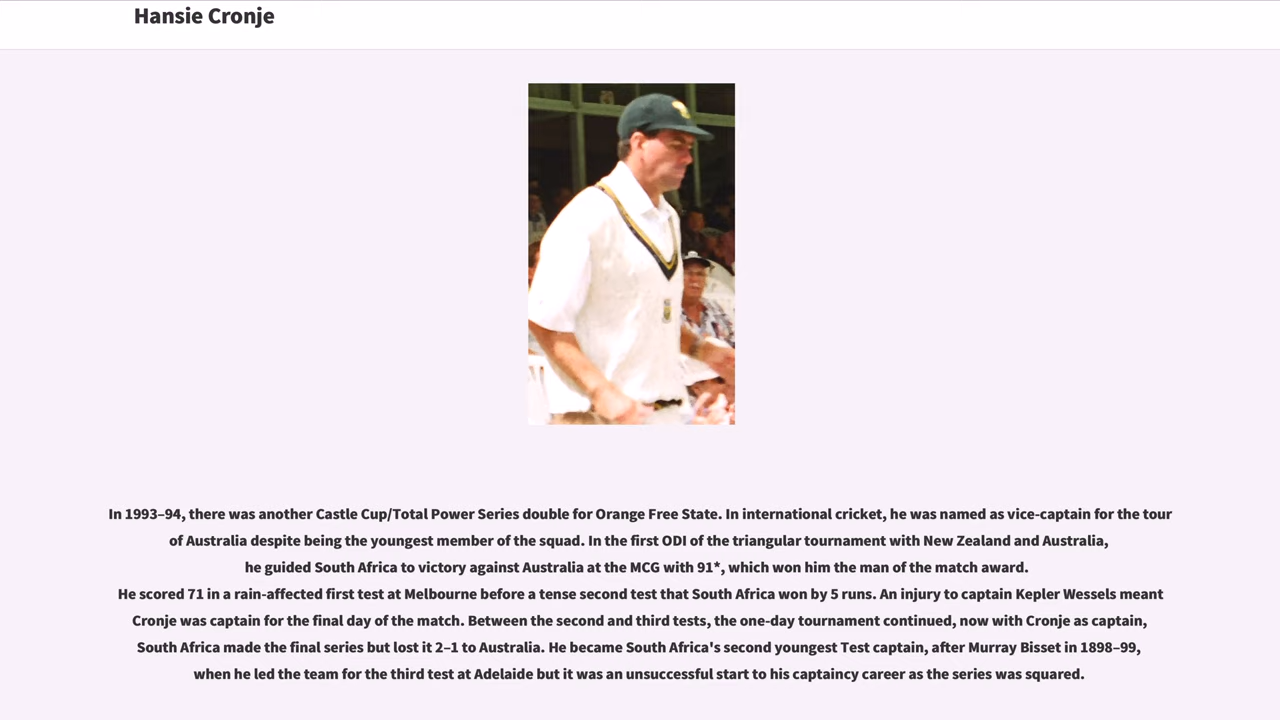 Hansie Cronje
In 1993–94, there was another Castle Cup/Total Power Series double for Orange Free State. In international cricket, he was named as vice-captain for the tour
of Australia despite being the youngest member of the squad. In the first ODI of the triangular tournament with New Zealand and Australia,
he guided South Africa to victory against Australia at the MCG with 91*, which won him the man of the match award.
He scored 71 in a rain-affected first test at Melbourne before a tense second test that South Africa won by 5 runs. An injury to captain Kepler Wessels meant
Cronje was captain for the final day of the match. Between the second and third tests, the one-day tournament continued, now with Cronje as captain,
South Africa made the final series but lost it 2–1 to Australia. He became South Africa's second youngest Test captain, after Murray Bisset in 1898–99,
when he led the team for the third test at Adelaide but it was an unsuccessful start to his captaincy career as the series was squared.